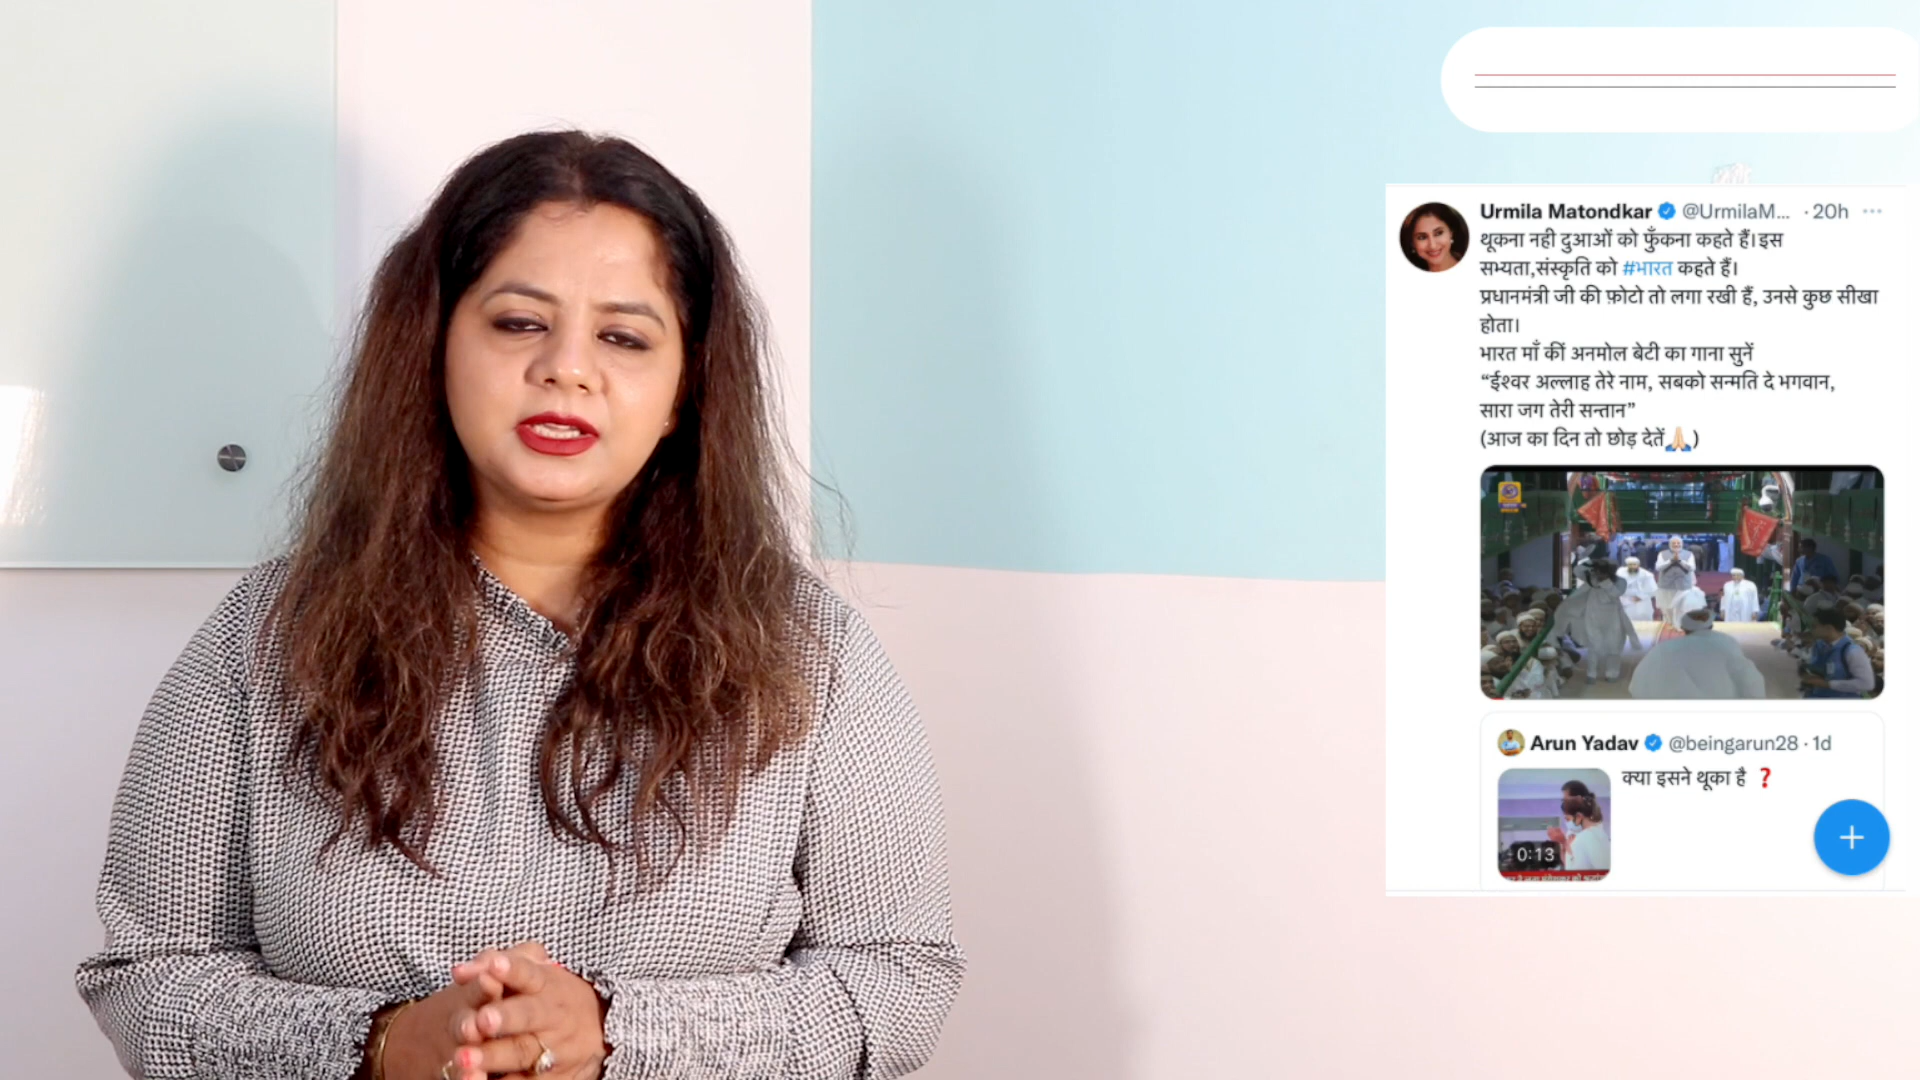 Urmila Matondkar @UrmilaM... · 20h ...
थूकना नही दुआओं को फुँकना कहते हैं।इस
सभ्यता,संस्कृति को #भारत कहते हैं।
प्रधानमंत्री जी की फ़ोटो तो लगा रखी हैं, उनसे कुछ सीखा
होता।
भारत माँ कीं अनमोल बेटी का गाना सुनें
“ईश्वर अल्लाह तेरे नाम, सबको सन्मति दे भगवान,
सारा जग तेरी सन्तान”
(आज का दिन तो छोड़ देतें🙏🏻)
Arun Yadav @beingarun28 · 1d
क्या इसने थूका है ❓
0:13